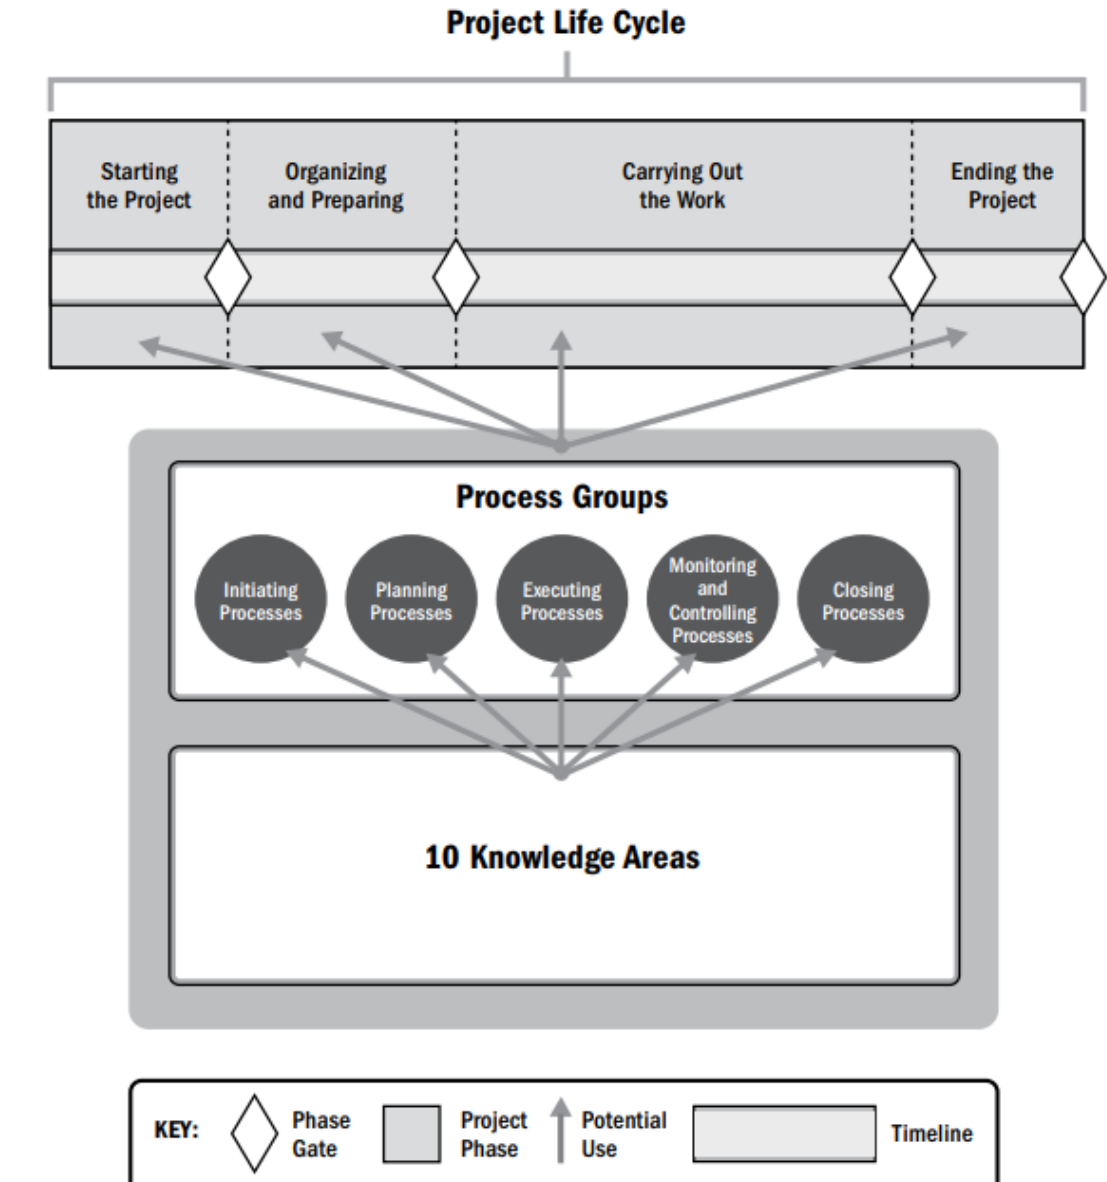 Project Life Cycle
Starting
the Project
Organizing
and Preparing
Carrying Out
the Work
Ending the
Project
Process Groups
Initiating
Processes
Planning
Processes
Executing
Processes
Monitoring
and
Controlling
Processes
Closing
Processes
10 Knowledge Areas
KEY:
Phase
Gate
Project
Phase
Potential
Use
Timeline